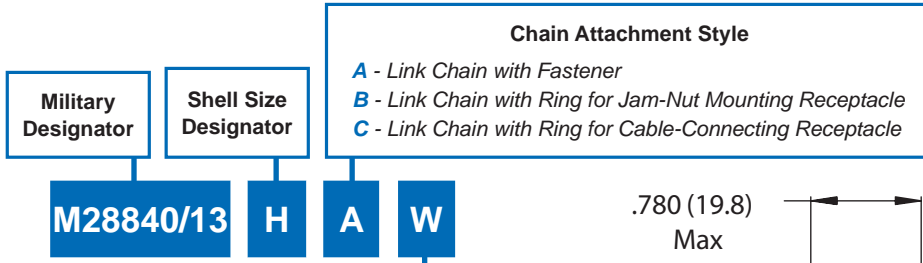 Chain Attachment Style
A - Link Chain with Fastener
B - Link Chain with Ring for Jam-Nut Mounting Receptacle
C - Link Chain with Ring for Cable-Connecting Receptacle
Military
Designator
Shell Size
Designator
M28840/13 H A W
.780 (19.8)
Max